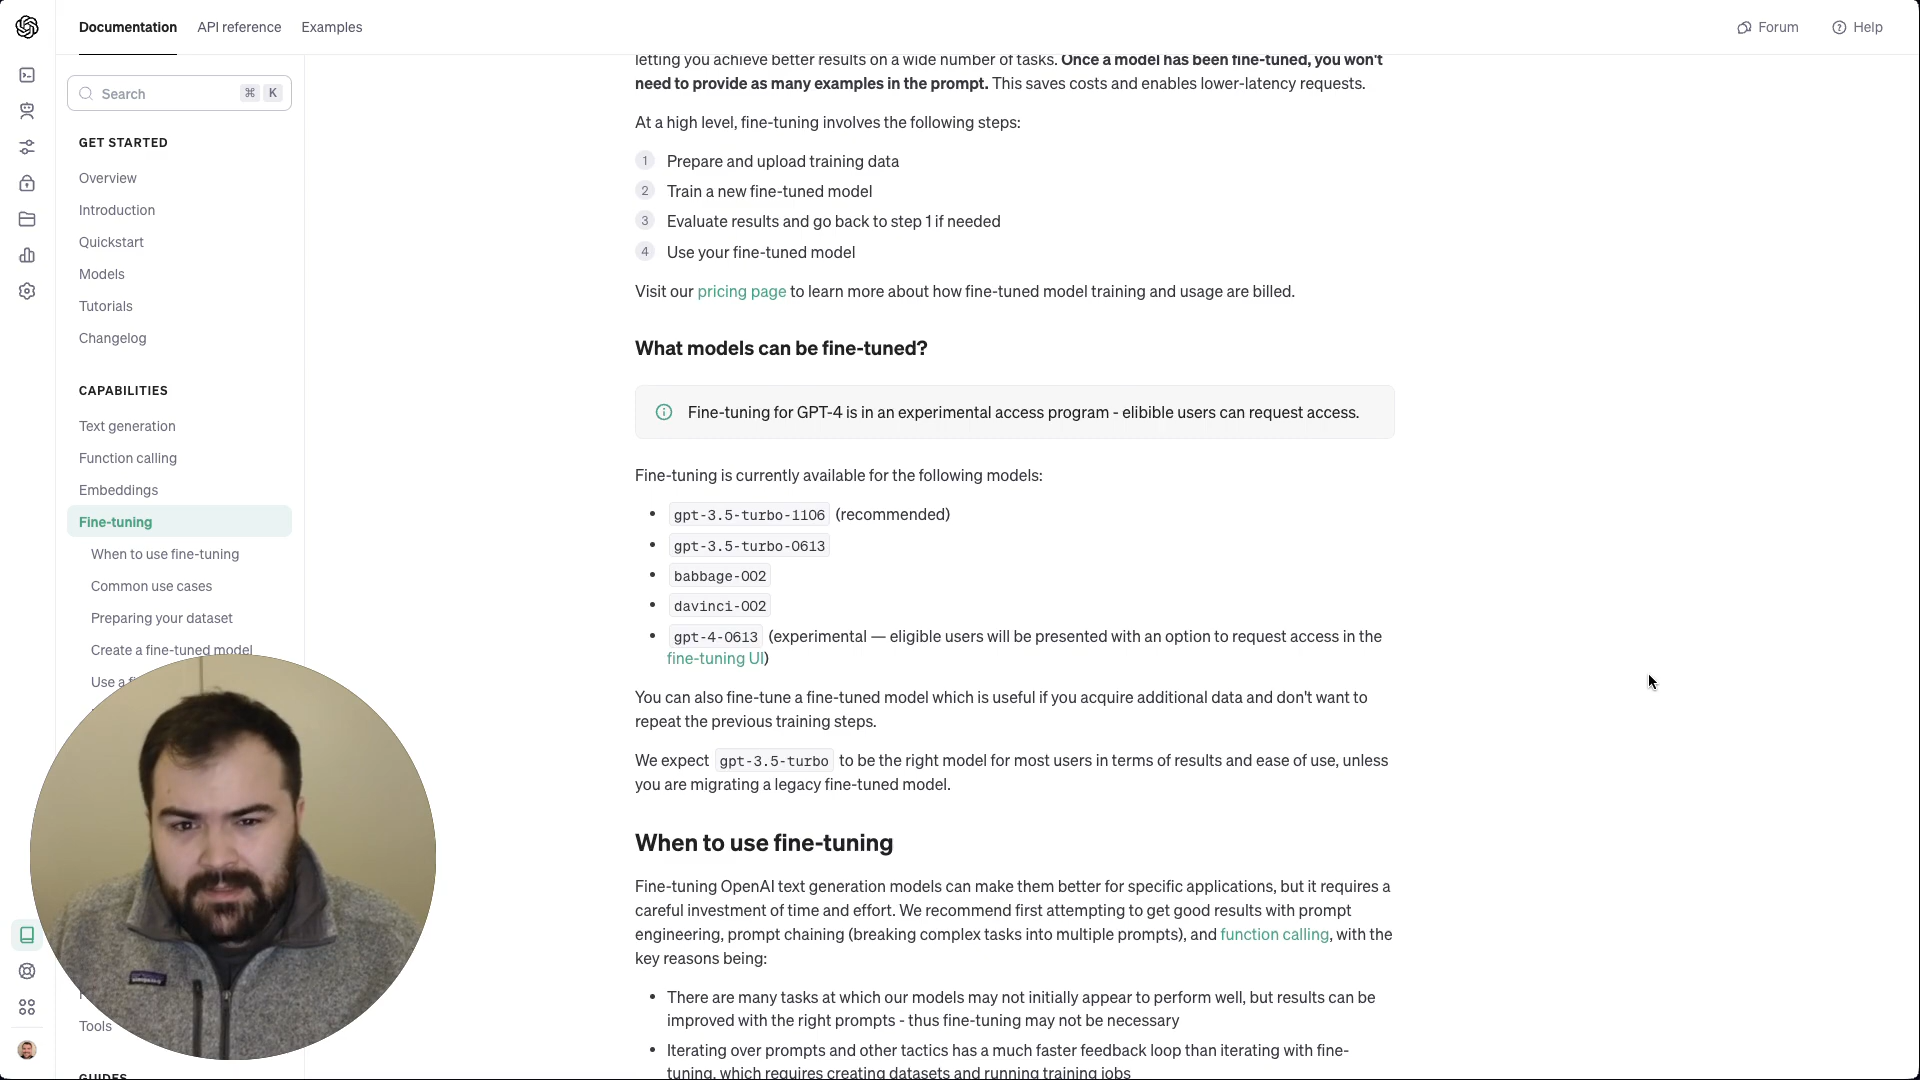 Documentation
API reference
Examples
Forum
Help
Search
⌘ K
GET STARTED
Overview
Introduction
Quickstart
Models
Tutorials
Changelog
CAPABILITIES
Text generation
Function calling
Embeddings
Fine-tuning
When to use fine-tuning
Common use cases
Preparing your dataset
Create a fine-tuned model
Use a
Tools
GUIDES
letting you achieve better results on a wide number of tasks. Once a model has been fine-tuned, you won't
need to provide as many examples in the prompt. This saves costs and enables lower-latency requests.
At a high level, fine-tuning involves the following steps:
1 Prepare and upload training data
2 Train a new fine-tuned model
3 Evaluate results and go back to step 1 if needed
4 Use your fine-tuned model
Visit our pricing page to learn more about how fine-tuned model training and usage are billed.
What models can be fine-tuned?
Fine-tuning for GPT-4 is in an experimental access program - elibible users can request access.
Fine-tuning is currently available for the following models:
• gpt-3.5-turbo-1106 (recommended)
• gpt-3.5-turbo-0613
• babbage-002
• davinci-002
• gpt-4-0613 (experimental — eligible users will be presented with an option to request access in the
fine-tuning UI)
You can also fine-tune a fine-tuned model which is useful if you acquire additional data and don't want to
repeat the previous training steps.
We expect gpt-3.5-turbo to be the right model for most users in terms of results and ease of use, unless
you are migrating a legacy fine-tuned model.
When to use fine-tuning
Fine-tuning OpenAI text generation models can make them better for specific applications, but it requires a
careful investment of time and effort. We recommend first attempting to get good results with prompt
engineering, prompt chaining (breaking complex tasks into multiple prompts), and function calling, with the
key reasons being:
• There are many tasks at which our models may not initially appear to perform well, but results can be
improved with the right prompts - thus fine-tuning may not be necessary
• Iterating over prompts and other tactics has a much faster feedback loop than iterating with fine-
tuning, which requires creating datasets and running training jobs